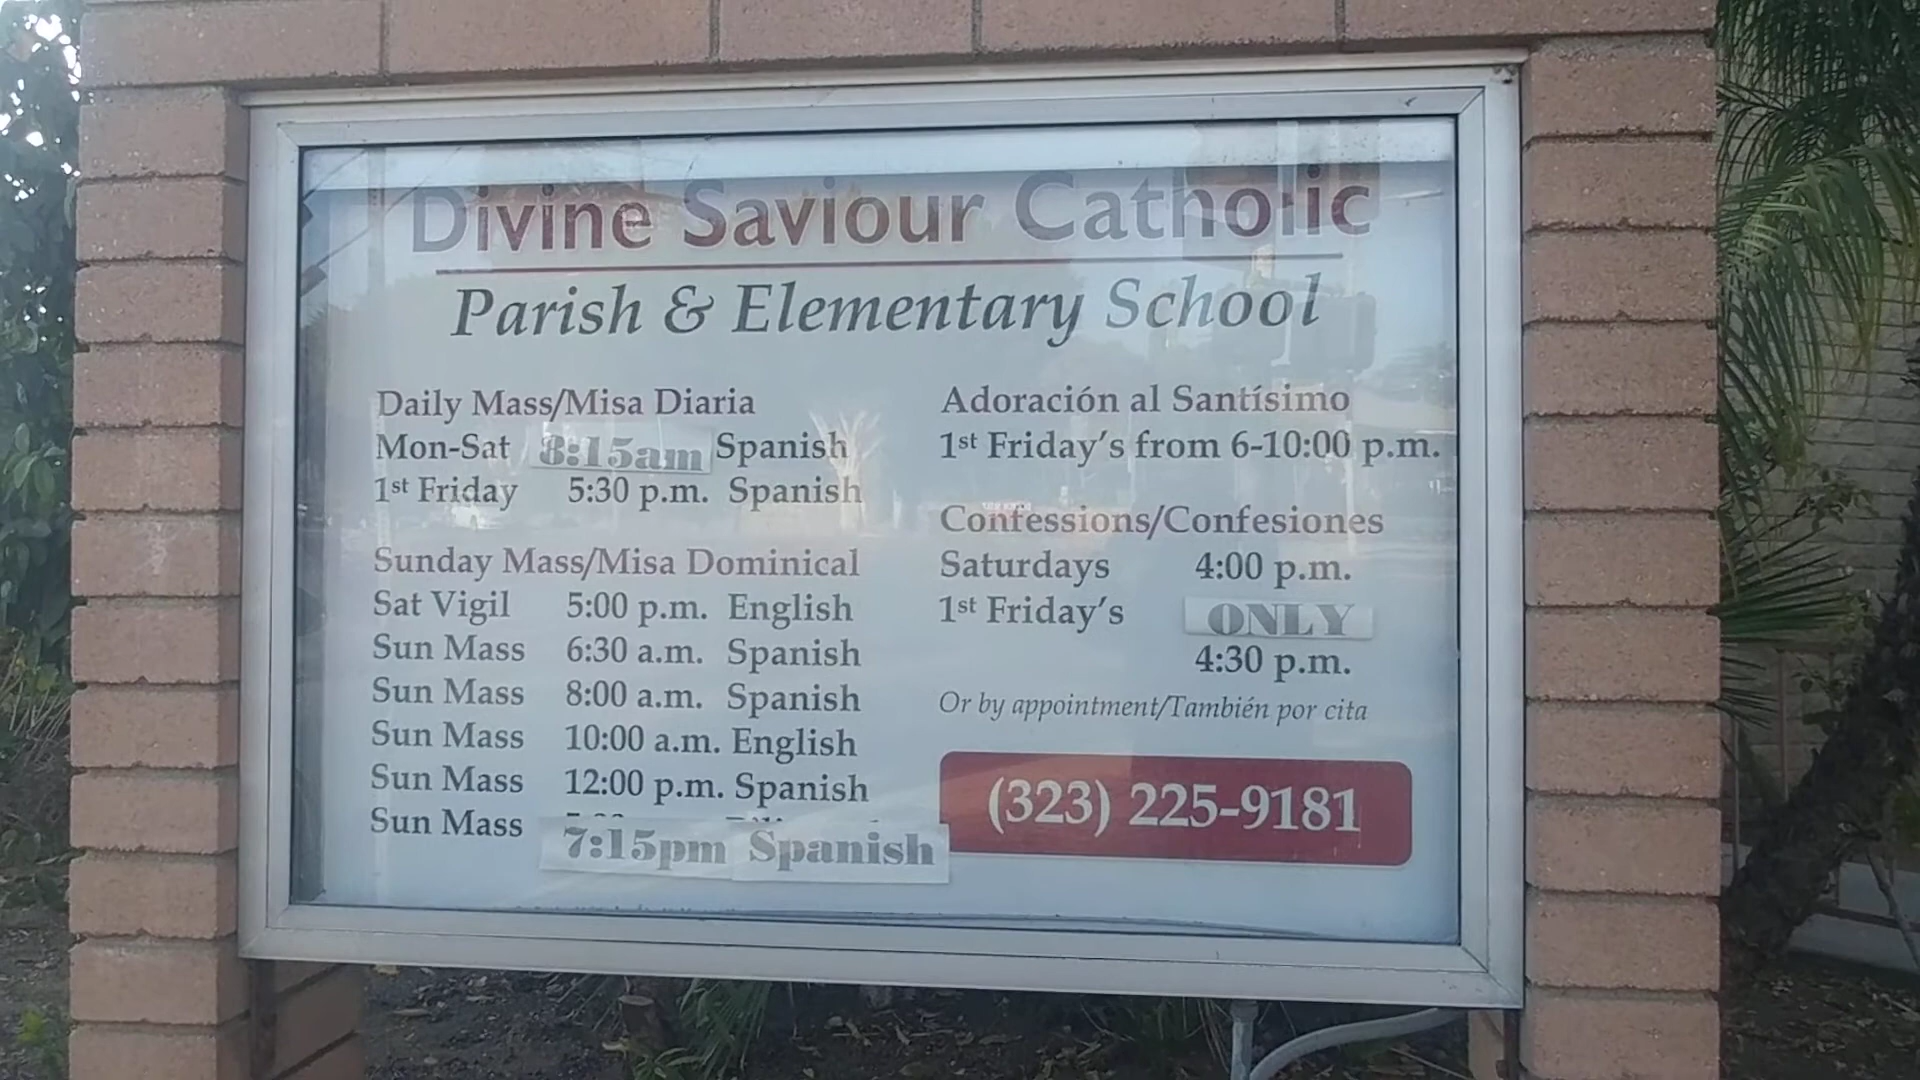 Divine Saviour Catholic
Parish & Elementary School
Daily Mass/Misa Diaria
Mon-Sat 8:15am Spanish
1st Friday 5:30 p.m. Spanish
Sunday Mass/Misa Dominical
Sat Vigil 5:00 p.m. English
Sun Mass 6:30 a.m. Spanish
Sun Mass 8:00 a.m. Spanish
Sun Mass 10:00 a.m. English
Sun Mass 12:00 p.m. Spanish
Sun Mass 7:15pm Spanish
Adoración al Santísimo
1st Friday's from 6-10:00 p.m.
Confessions/Confesiones
Saturdays 4:00 p.m.
1st Friday's ONLY
4:30 p.m.
Or by appointment/También por cita
(323) 225-9181